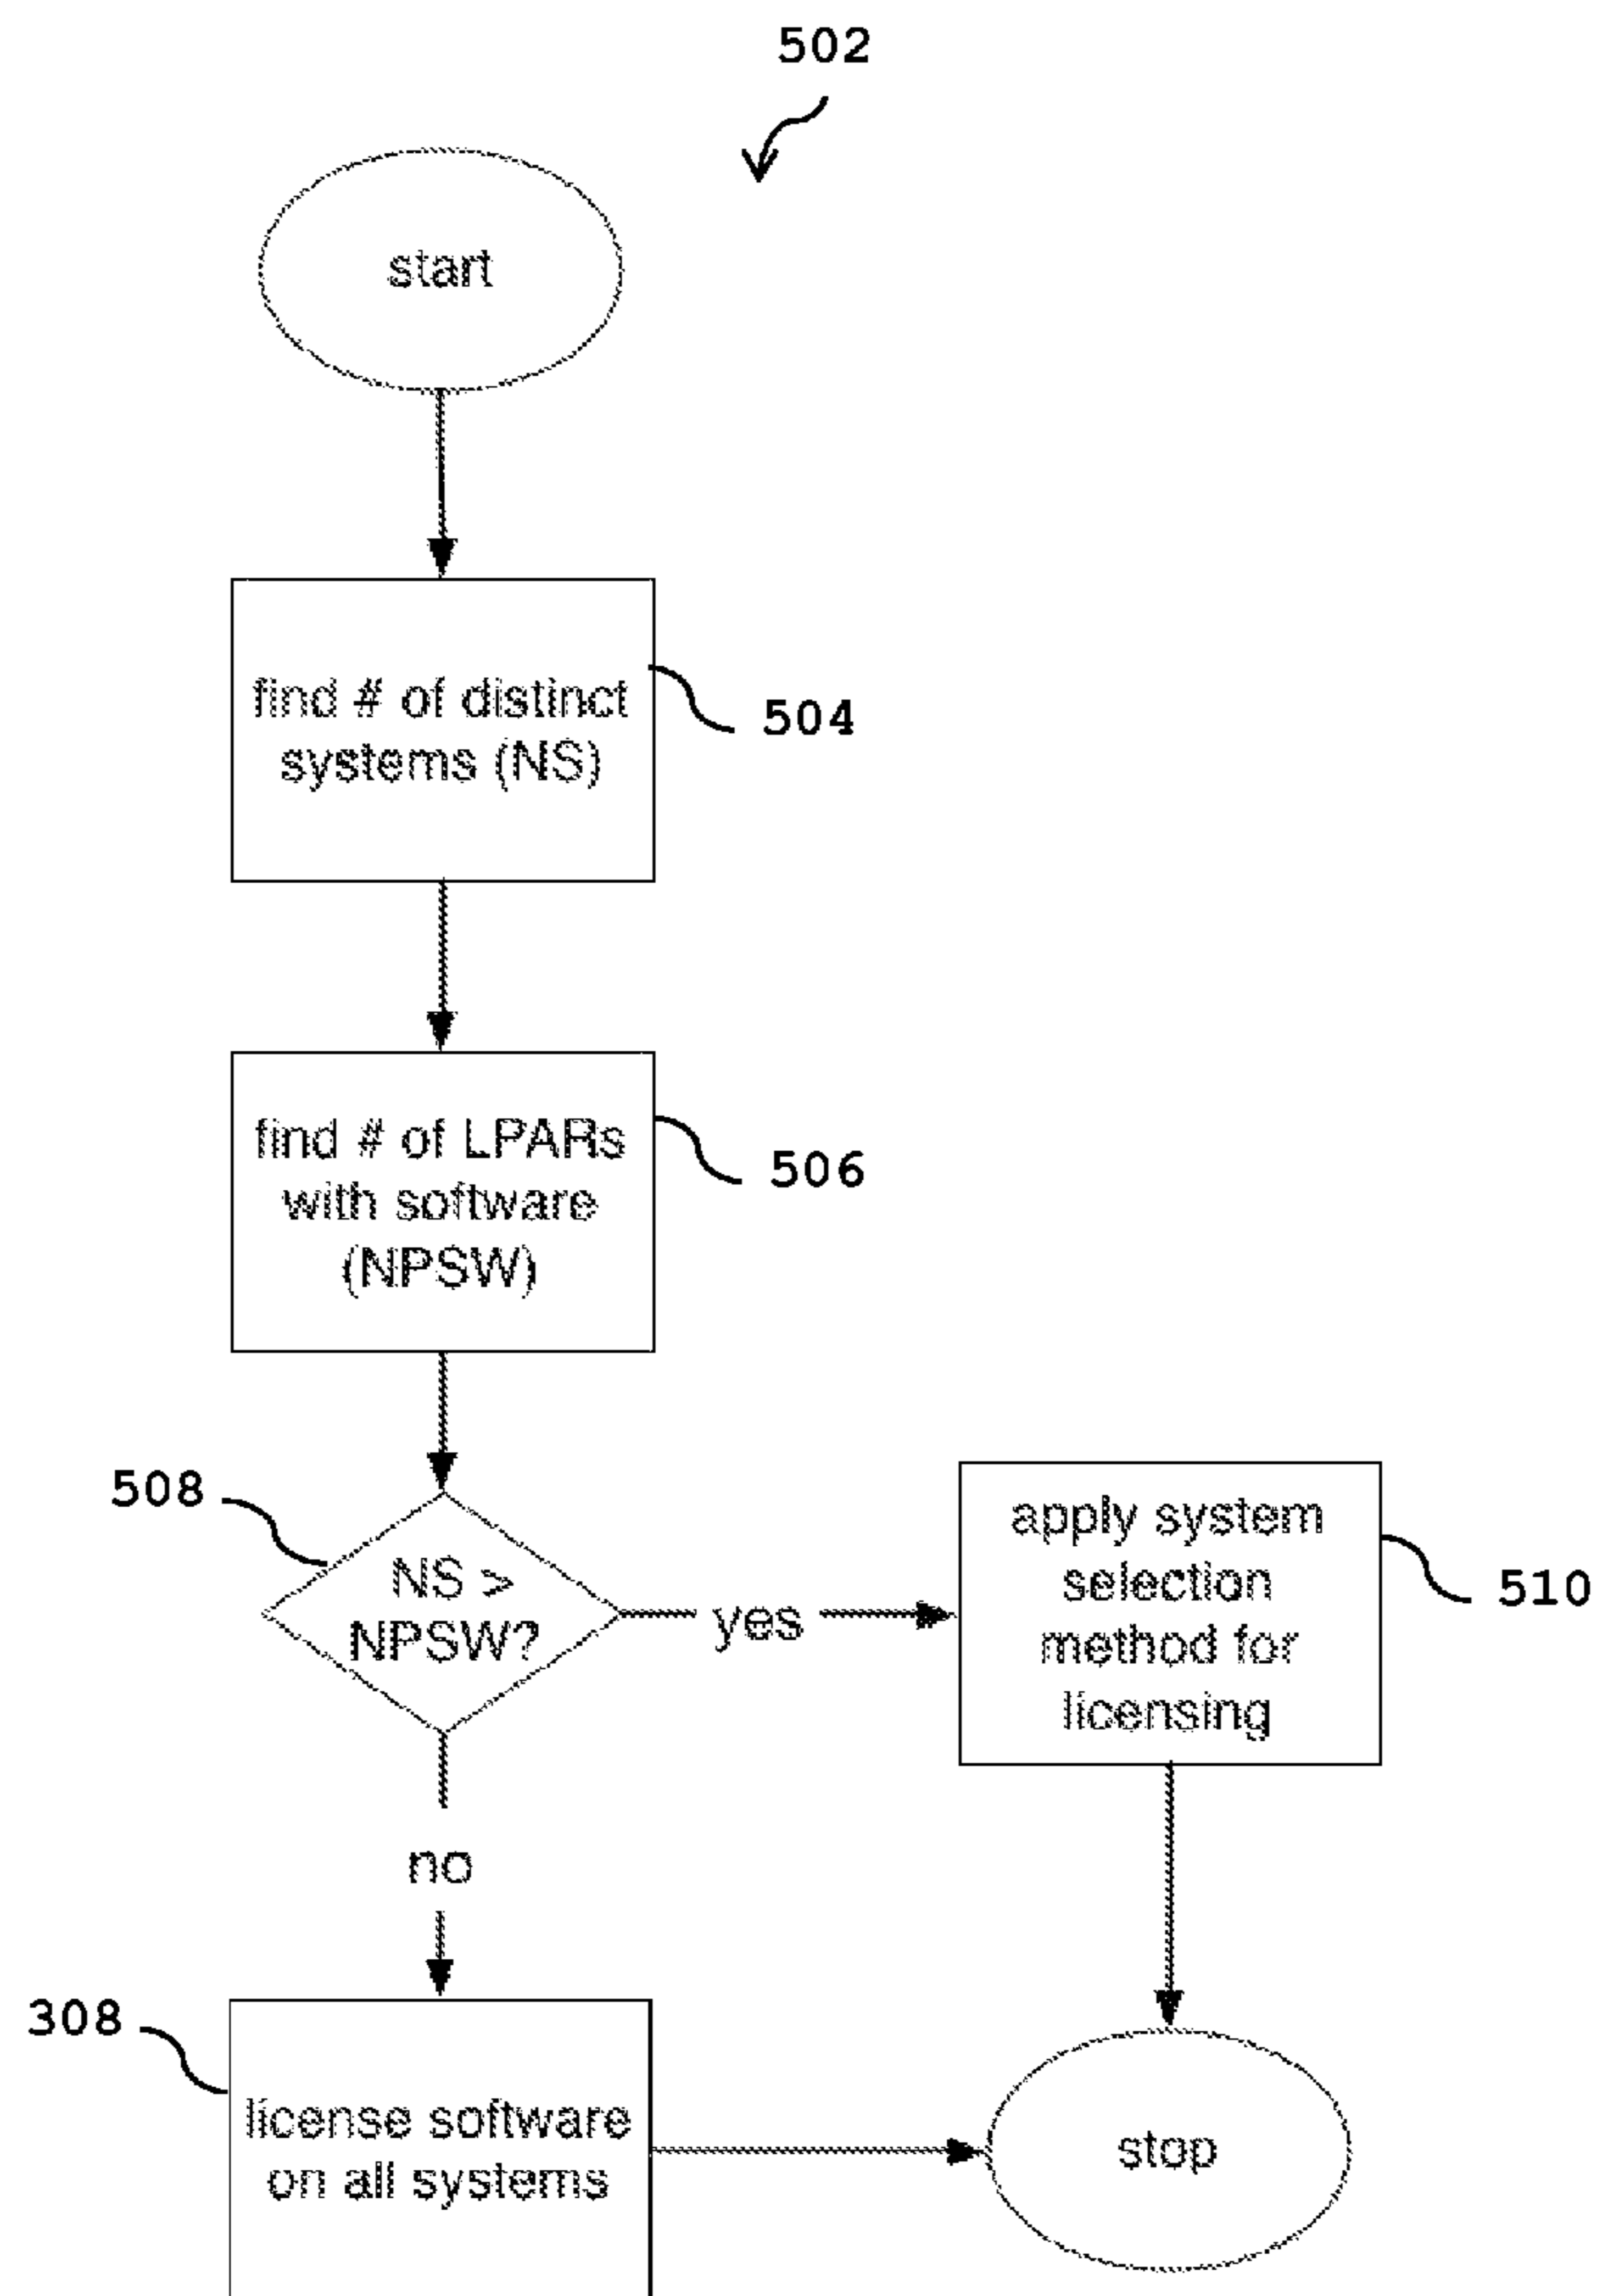 502
start
find # of distinct
systems (NS)
504
find # of LPARs
with software
(NPSW)
506
508
NS >
NPSW?
yes
apply system
selection
method for
licensing
510
no
308
license software
on all systems
stop